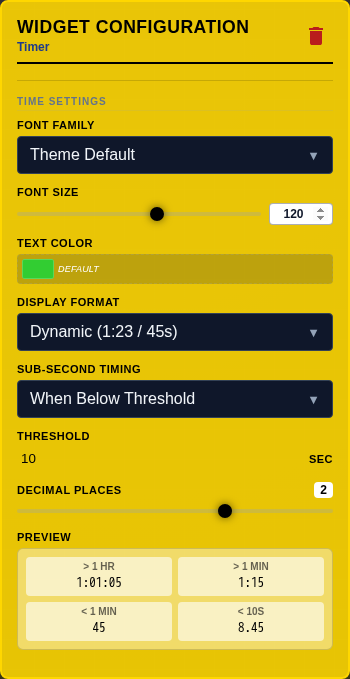 WIDGET CONFIGURATION
Timer
TIME SETTINGS
FONT FAMILY
Theme Default
FONT SIZE
120
TEXT COLOR
DEFAULT
DISPLAY FORMAT
Dynamic (1:23 / 45s)
SUB-SECOND TIMING
When Below Threshold
THRESHOLD
10 SEC
DECIMAL PLACES 2
PREVIEW
> 1 HR > 1 MIN
1:01:05 1:15
< 1 MIN < 10S
45 8.45